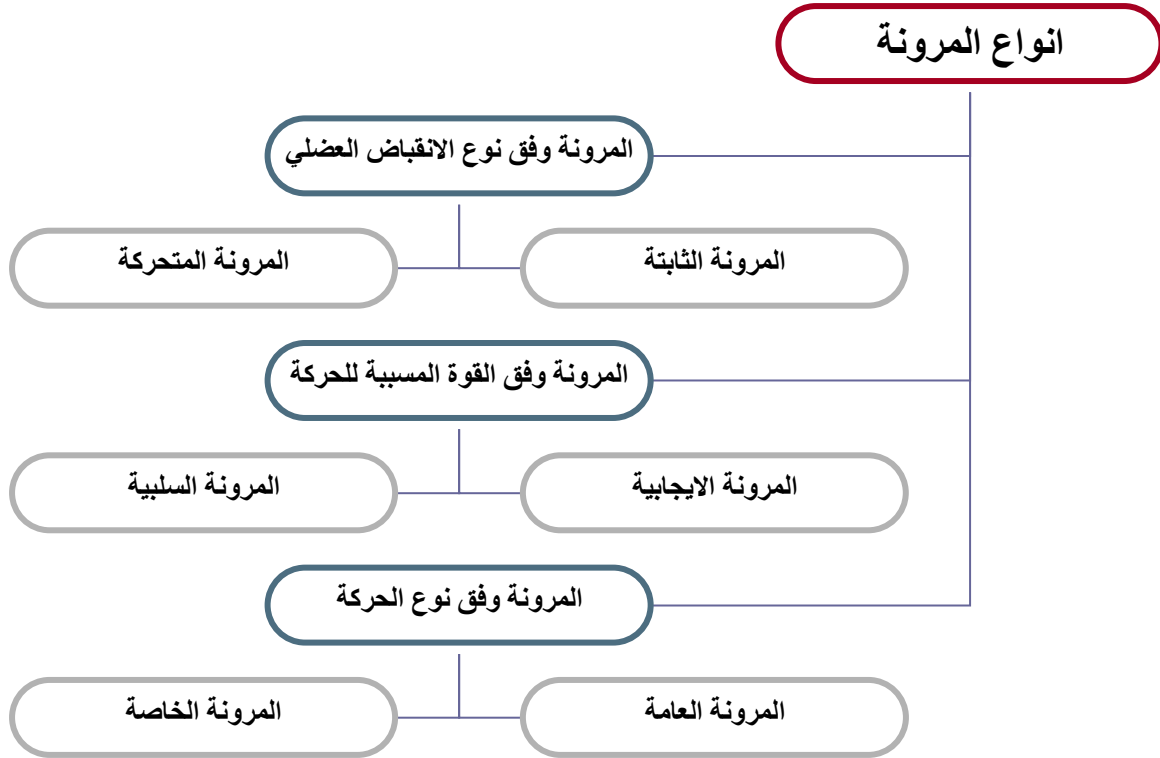 انواع المرونة
المرونة وفق نوع الانقباض العضلي
المرونة الثابتة
المرونة المتحركة
المرونة وفق القوة المسببة للحركة
المرونة الايجابية
المرونة السلبية
المرونة وفق نوع الحركة
المرونة العامة
المرونة الخاصة